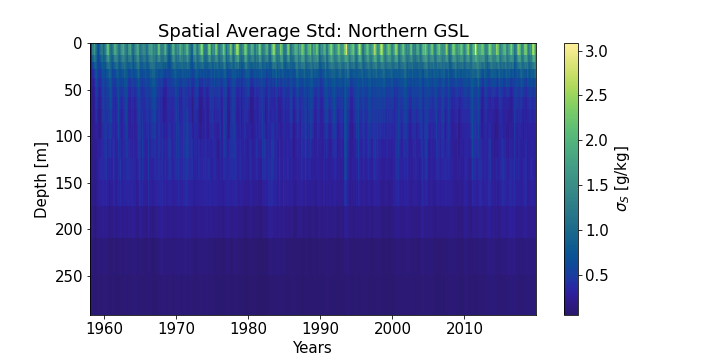 Spatial Average Std: Northern GSL
0
50
100
150
200
250
Depth [m]
1960 1970 1980 1990 2000 2010
Years
3.0
2.5
2.0
1.5
1.0
0.5
σS [g/kg]